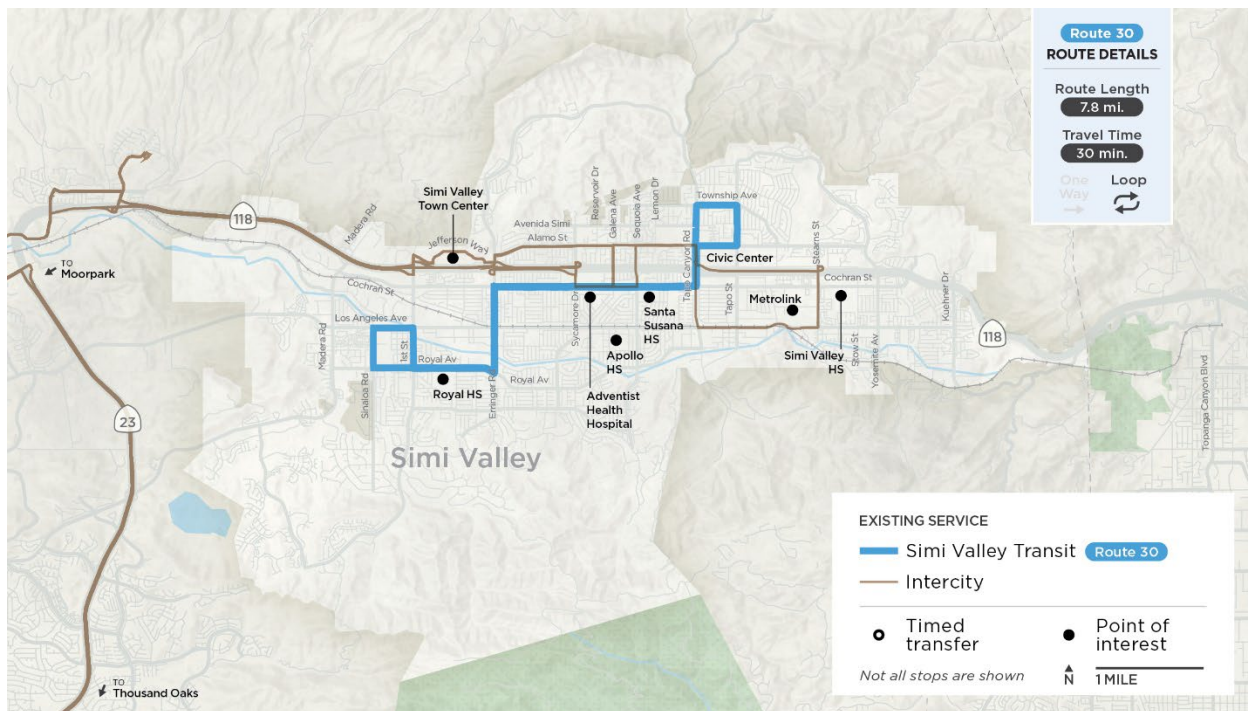 Route 30
ROUTE DETAILS
Route Length
7.8 mi.
Travel Time
30 min.
One
Way
Loop
Simi Valley
Town Center
118
Madera Rd
Jefferson Way
Avenida Simi
Alamo St
Reservoir Dr
Galena Ave
Sequoia Ave
Lemon Dr
Township Ave
Tapo Canyon Rd
Civic Center
Stearns St
Cochran St
Kuehner Dr
TO
Moorpark
Cochran St
Los Angeles Ave
Madera Rd
Sinaloa Rd
1st St
Royal Av
Royal HS
Erringer Rd
Royal Av
Sycamore Dr
Adventist
Health
Hospital
Apollo
HS
Santa
Susana
HS
Tapo St
Metrolink
Simi Valley
HS
Stow St
Yosemite Av
118
Topanga Canyon Blvd
23
Simi Valley
TO
Thousand Oaks
EXISTING SERVICE
Simi Valley Transit Route 30
Intercity
Timed
transfer
Point of
interest
Not all stops are shown
N
1 MILE